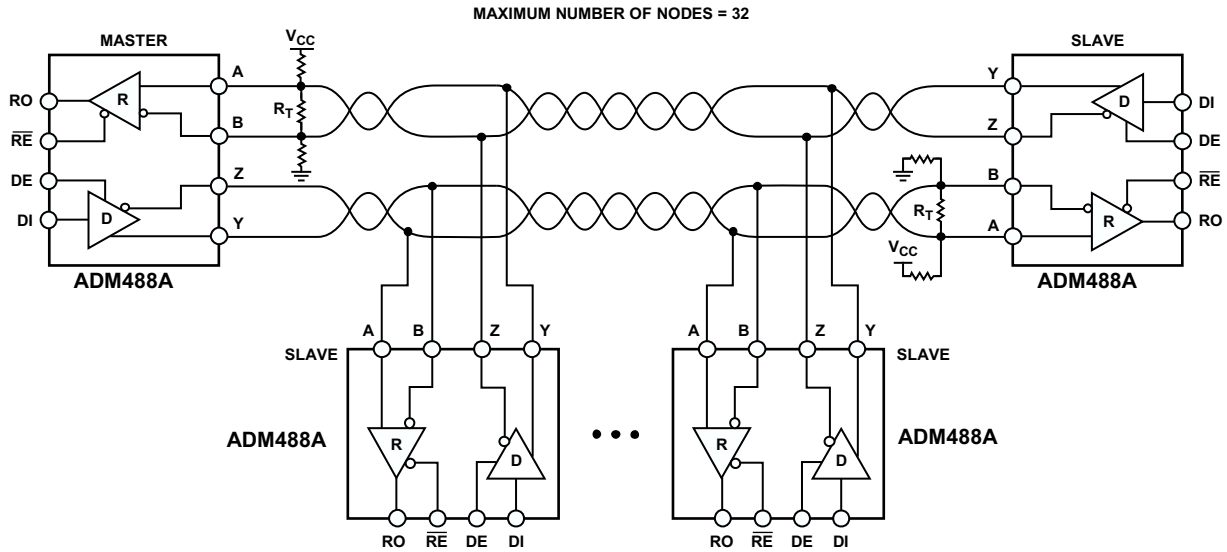 MAXIMUM NUMBER OF NODES = 32
MASTER
SLAVE
VCC
A
Y
RO
R
D
DI
RT
RE
B
Z
DE
DE
Z
B
RE
DI
D
RT
R
RO
Y
A
VCC
ADM488A
ADM488A
A
B
Z
Y
A
B
Z
Y
SLAVE
SLAVE
ADM488A
R
D
R
D
ADM488A
RO
RE
DE
DI
RO
RE
DE
DI